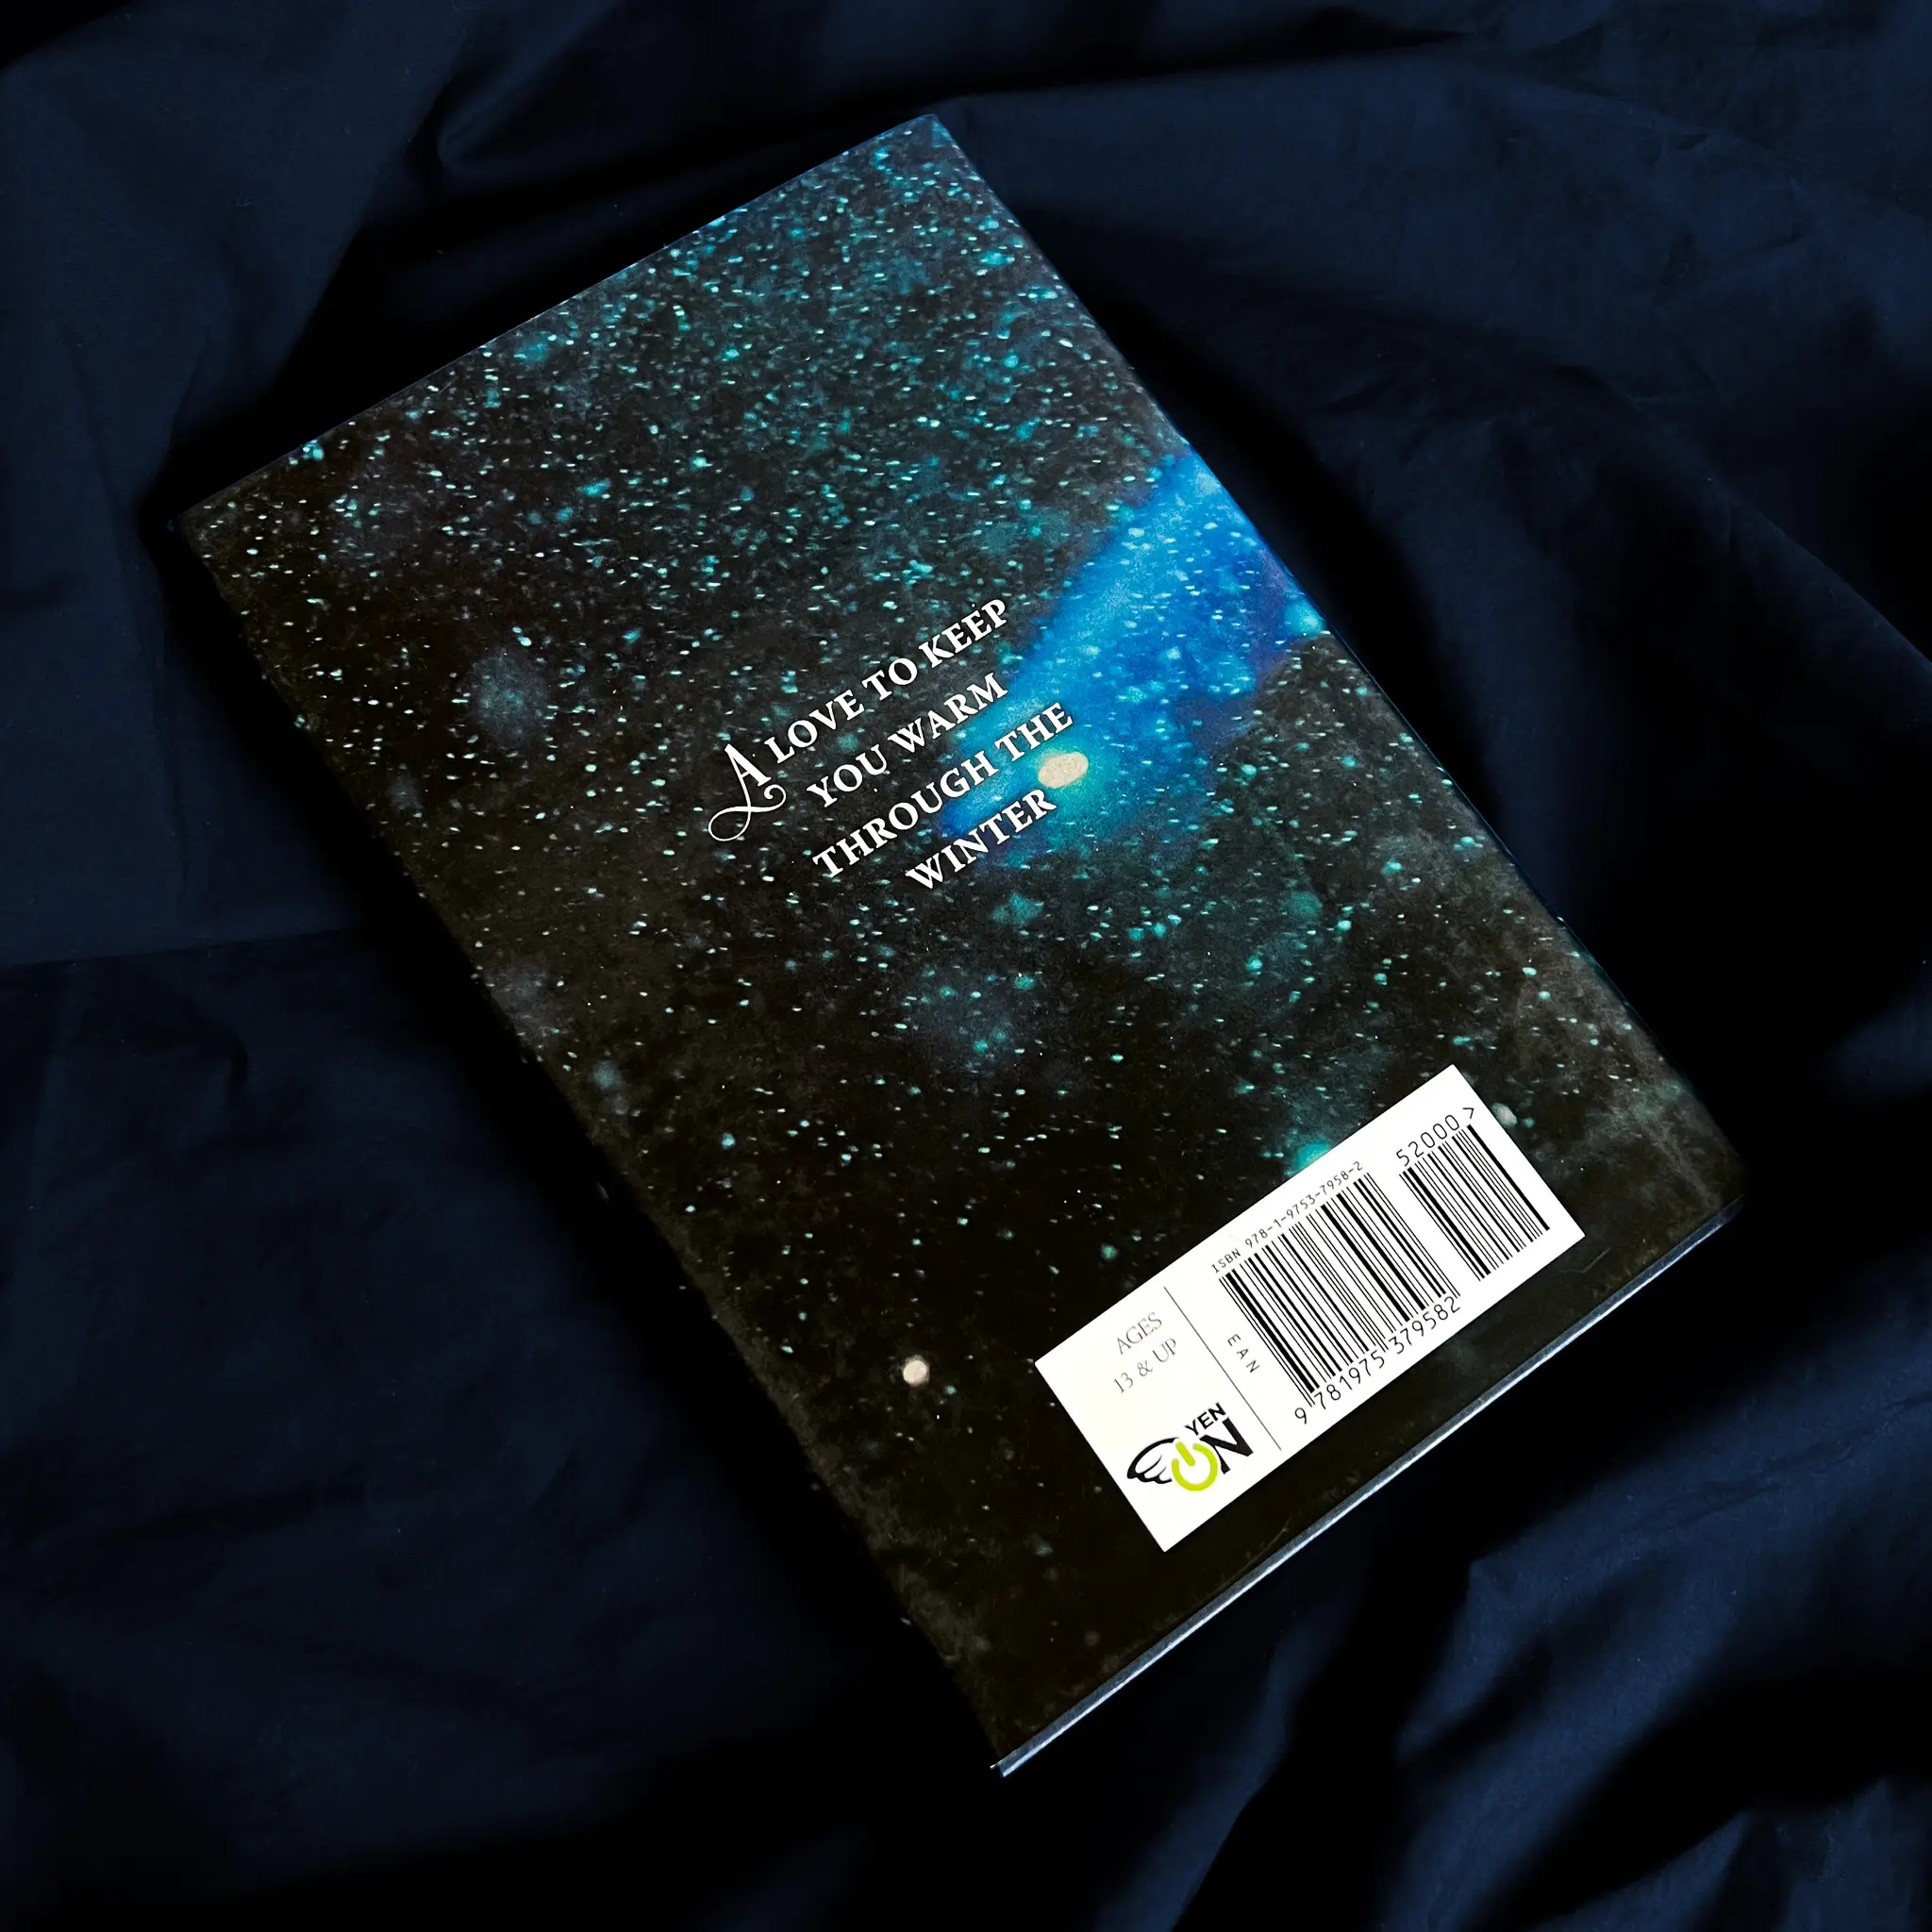 A LOVE TO KEEP
YOU WARM
THROUGH THE
WINTER
ISBN 978-1-9753-7958-2
52000 >
EAN
9 781975 379582
AGES
13 & UP
YEN
ON